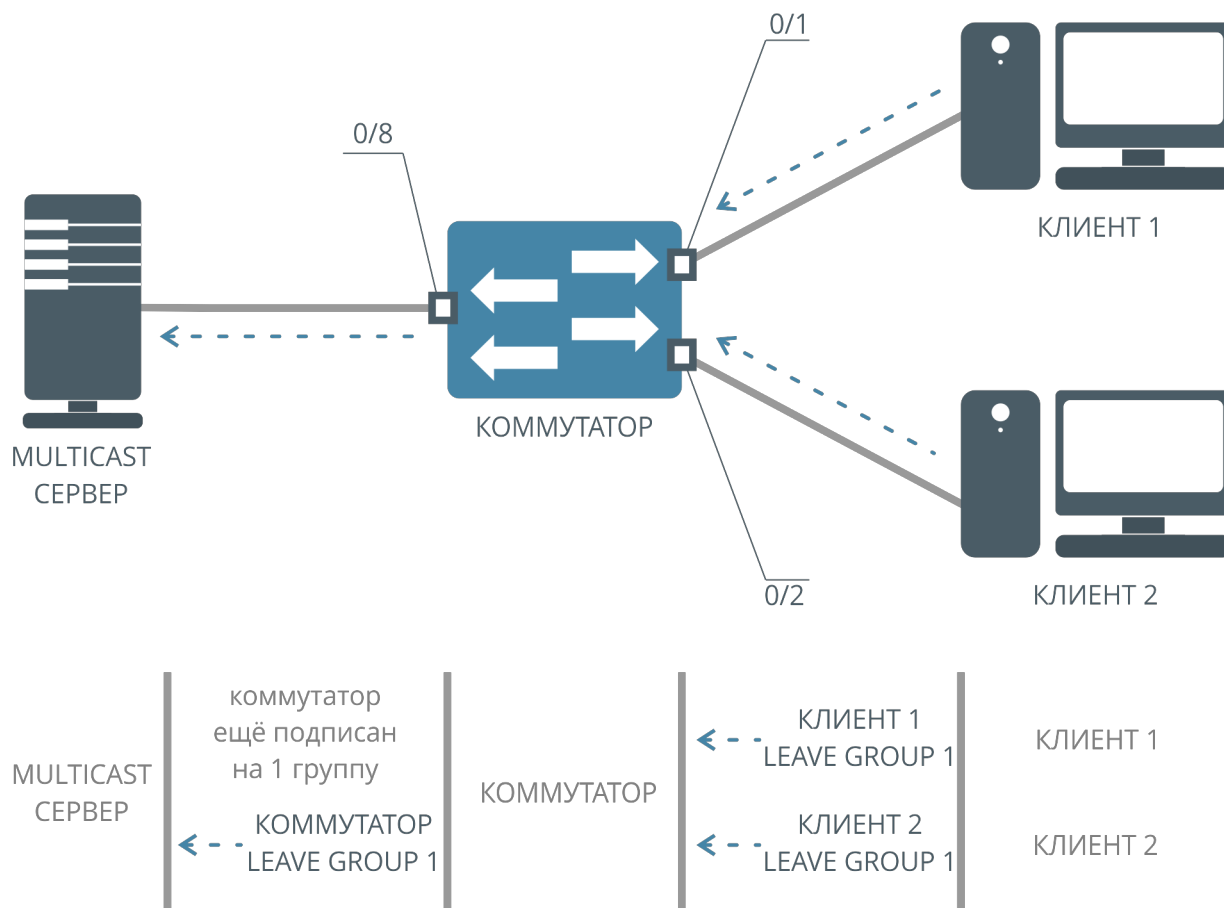 0/1
0/8
КЛИЕНТ 1
КОММУТАТОР
MULTICAST
СЕРВЕР
0/2
КЛИЕНТ 2
коммутатор
ещё подписан
на 1 группу
КЛИЕНТ 1
LEAVE GROUP 1
КЛИЕНТ 1
MULTICAST
СЕРВЕР
КОММУТАТОР
КОММУТАТОР
LEAVE GROUP 1
КЛИЕНТ 2
LEAVE GROUP 1
КЛИЕНТ 2